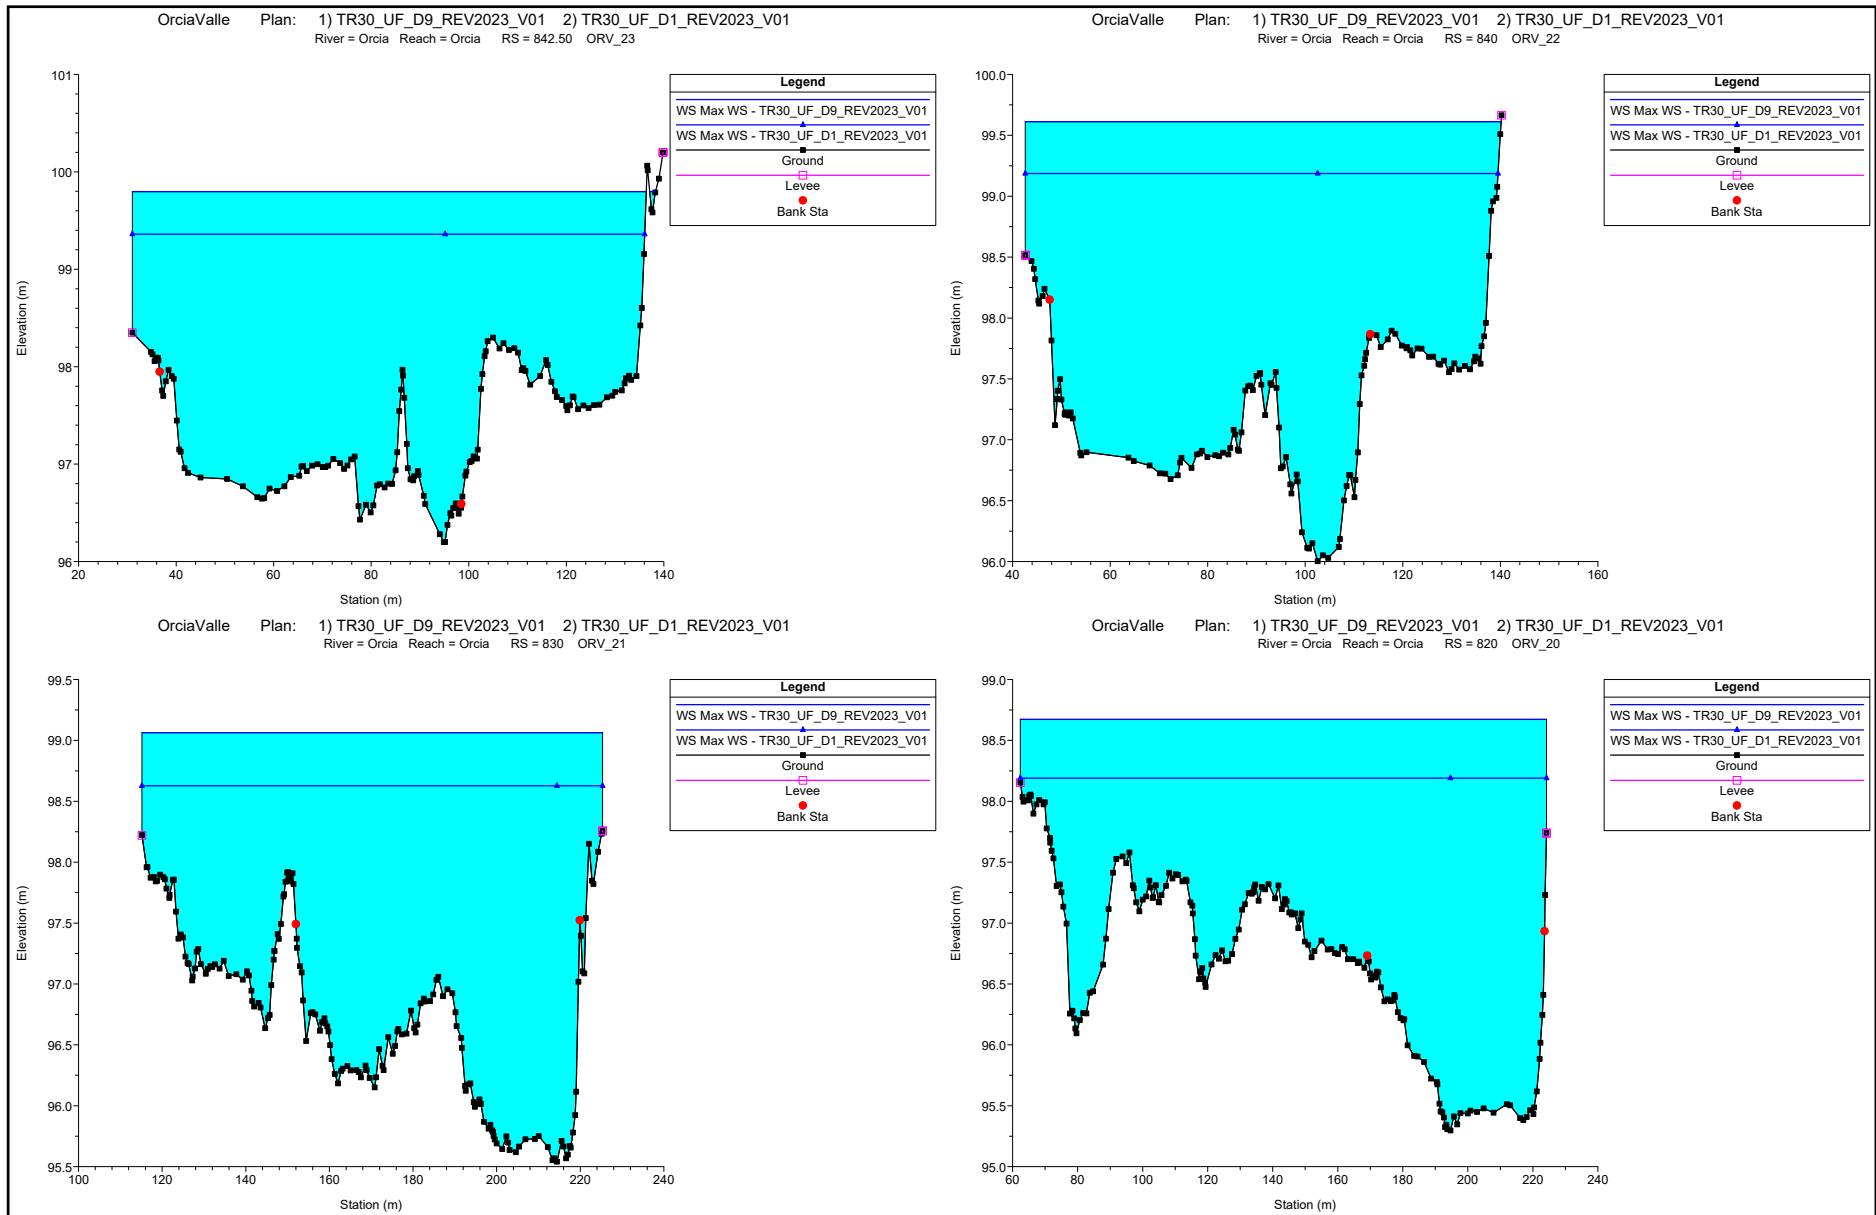 OrciaValle Plan: 1) TR30_UF_D9_REV2023_V01 2) TR30_UF_D1_REV2023_V01
River = Orcia Reach = Orcia RS = 842.50 ORV_23
101
100
99
98
97
96
Elevation (m)
20 40 60 80 100 120 140
Station (m)
Legend
WS Max WS - TR30_UF_D9_REV2023_V01
WS Max WS - TR30_UF_D1_REV2023_V01
Ground
Levee
Bank Sta
OrciaValle Plan: 1) TR30_UF_D9_REV2023_V01 2) TR30_UF_D1_REV2023_V01
River = Orcia Reach = Orcia RS = 840 ORV_22
100.0
99.5
99.0
98.5
98.0
97.5
97.0
96.5
96.0
Elevation (m)
40 60 80 100 120 140 160
Station (m)
Legend
WS Max WS - TR30_UF_D9_REV2023_V01
WS Max WS - TR30_UF_D1_REV2023_V01
Ground
Levee
Bank Sta
OrciaValle Plan: 1) TR30_UF_D9_REV2023_V01 2) TR30_UF_D1_REV2023_V01
River = Orcia Reach = Orcia RS = 830 ORV_21
99.5
99.0
98.5
98.0
97.5
97.0
96.5
96.0
95.5
Elevation (m)
100 120 140 160 180 200 220 240
Station (m)
Legend
WS Max WS - TR30_UF_D9_REV2023_V01
WS Max WS - TR30_UF_D1_REV2023_V01
Ground
Levee
Bank Sta
OrciaValle Plan: 1) TR30_UF_D9_REV2023_V01 2) TR30_UF_D1_REV2023_V01
River = Orcia Reach = Orcia RS = 820 ORV_20
99.0
98.5
98.0
97.5
97.0
96.5
96.0
95.5
95.0
Elevation (m)
60 80 100 120 140 160 180 200 220 240
Station (m)
Legend
WS Max WS - TR30_UF_D9_REV2023_V01
WS Max WS - TR30_UF_D1_REV2023_V01
Ground
Levee
Bank Sta